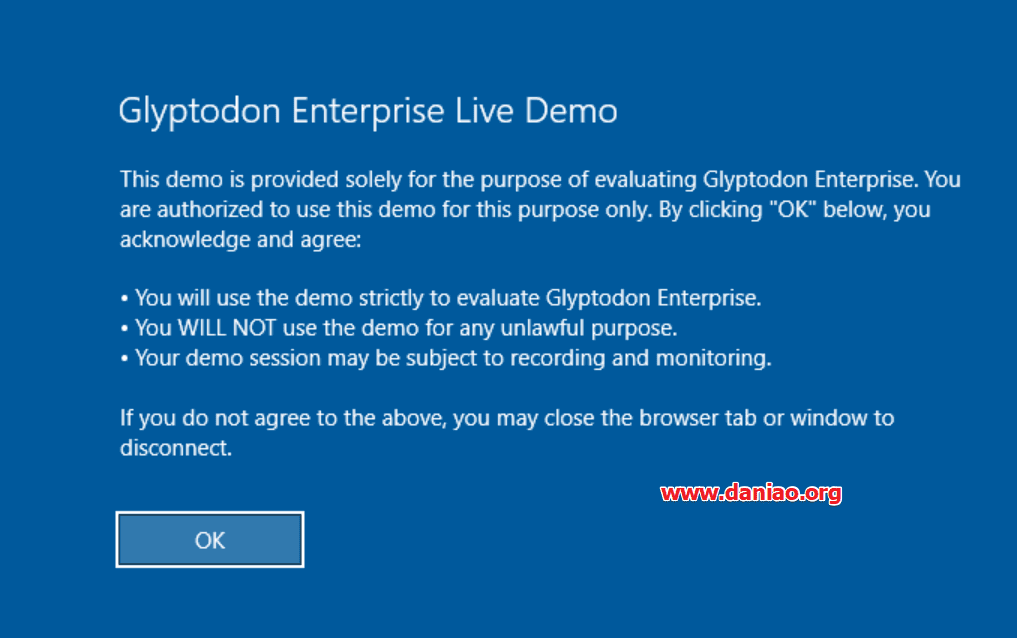 Glyptodon Enterprise Live Demo
This demo is provided solely for the purpose of evaluating Glyptodon Enterprise. You
are authorized to use this demo for this purpose only. By clicking "OK" below, you
acknowledge and agree:
• You will use the demo strictly to evaluate Glyptodon Enterprise.
• You WILL NOT use the demo for any unlawful purpose.
• Your demo session may be subject to recording and monitoring.
If you do not agree to the above, you may close the browser tab or window to
disconnect.
www.daniao.org
OK